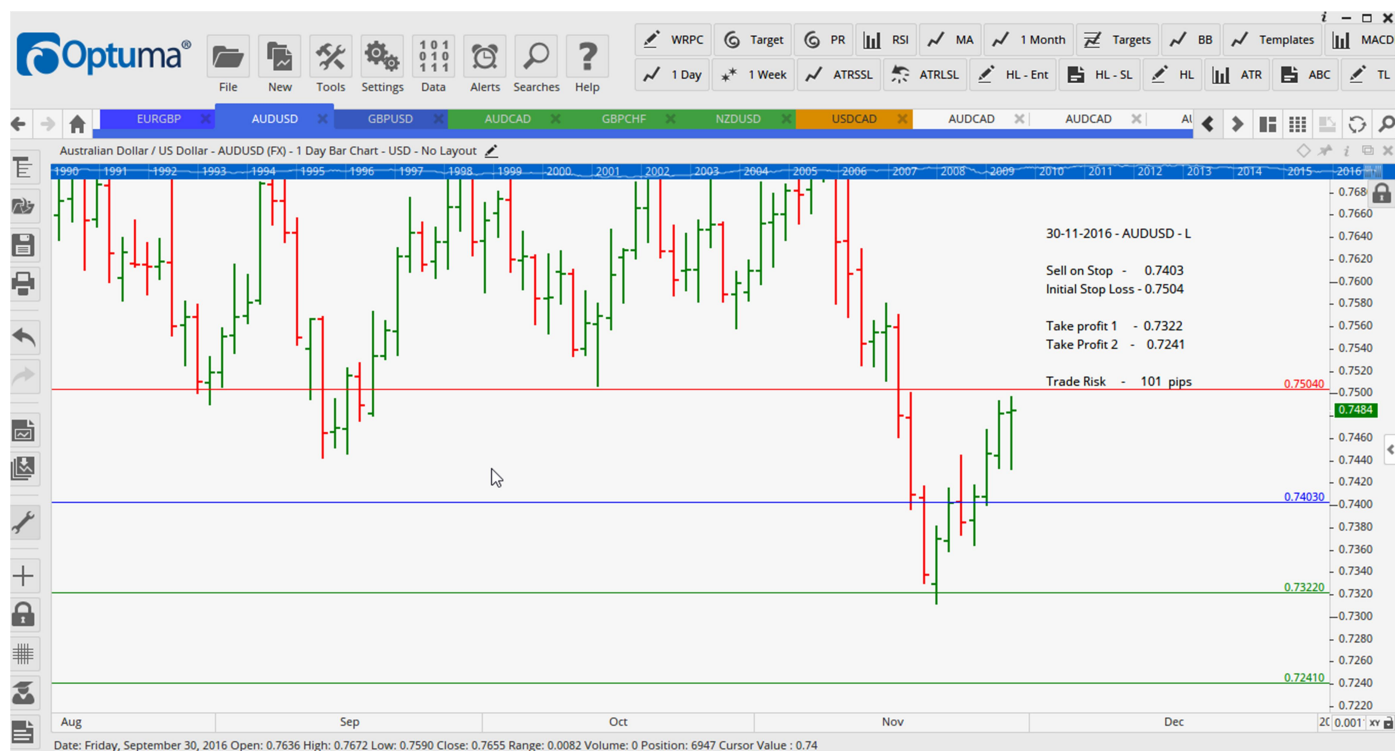 i
Optuma®
File New Tools Settings Data Alerts Searches Help
101
010
111
WRPC Target PR RSI MA 1 Month Targets BB Templates MACD
1 Day 1 Week ATRSSL ATRLSL HL - Ent HL - SL HL ATR ABC TL
EURGBP AUDUSD GBPUSD AUDCAD GBPCHF NZDUSD USDCAD AUDCAD AUDCAD
Australian Dollar / US Dollar - AUDUSD (FX) - 1 Day Bar Chart - USD - No Layout
1990 1991 1992 1993 1994 1995 1996 1997 1998 1999 2000 2001 2002 2003 2004 2005 2006 2007 2008 2009 2010 2011 2012 2013 2014 2015 2016
0.768
0.7660
30-11-2016 - AUDUSD - L
0.7640
0.7620
Sell on Stop - 0.7403
0.7600
Initial Stop Loss - 0.7504
0.7580
Take profit 1 - 0.7322
0.7560
Take Profit 2 - 0.7241
0.7540
0.7520
Trade Risk - 101 pips
0.75040
0.7500
0.7484
0.7460
0.7440
0.7420
0.74030
0.7400
0.7380
0.7360
0.7340
0.73220
0.7320
0.7300
0.7280
0.7260
0.72410
0.7240
0.7220
Aug Sep Oct Nov Dec 0.001 XY
Date: Friday, September 30, 2016 Open: 0.7636 High: 0.7672 Low: 0.7590 Close: 0.7655 Range: 0.0082 Volume: 0 Position: 6947 Cursor Value : 0.74